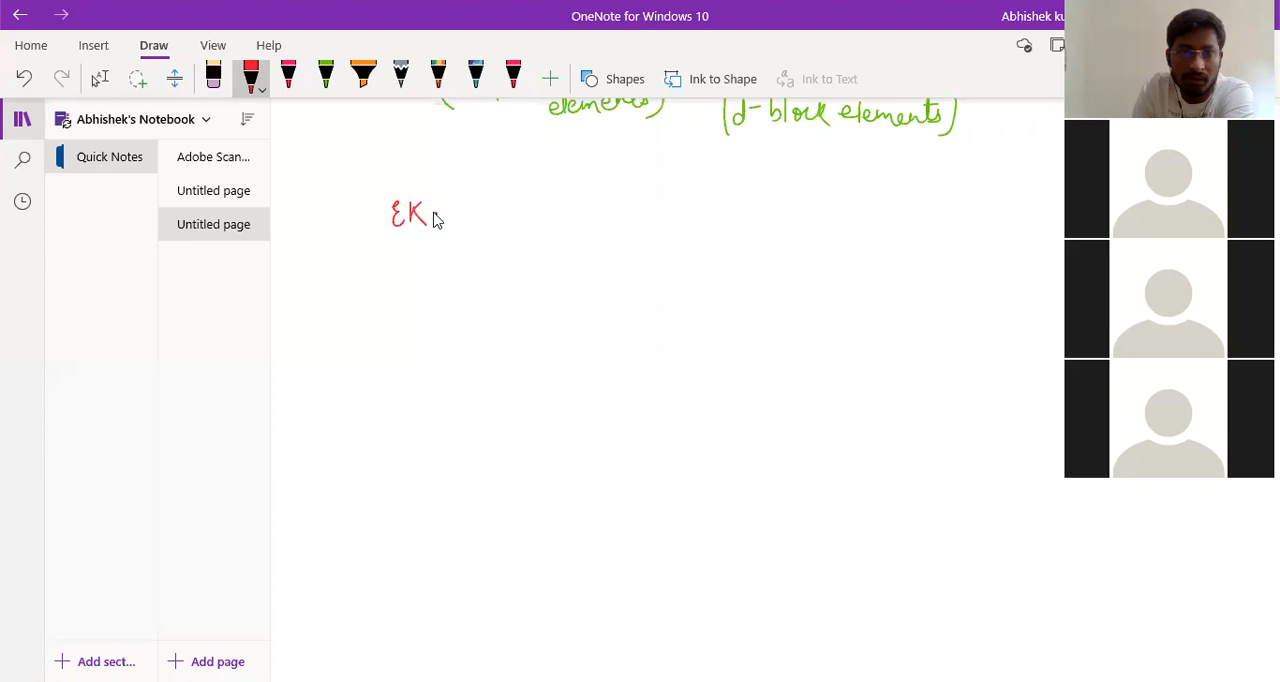 OneNote for Windows 10
Abhishek ku
Home Insert Draw View Help
Shapes Ink to Shape Ink to Text
Abhishek's Notebook
Quick Notes
Adobe Scan...
Untitled page
Untitled page
elements)
(d-block elements)
EK
Add sect...
Add page